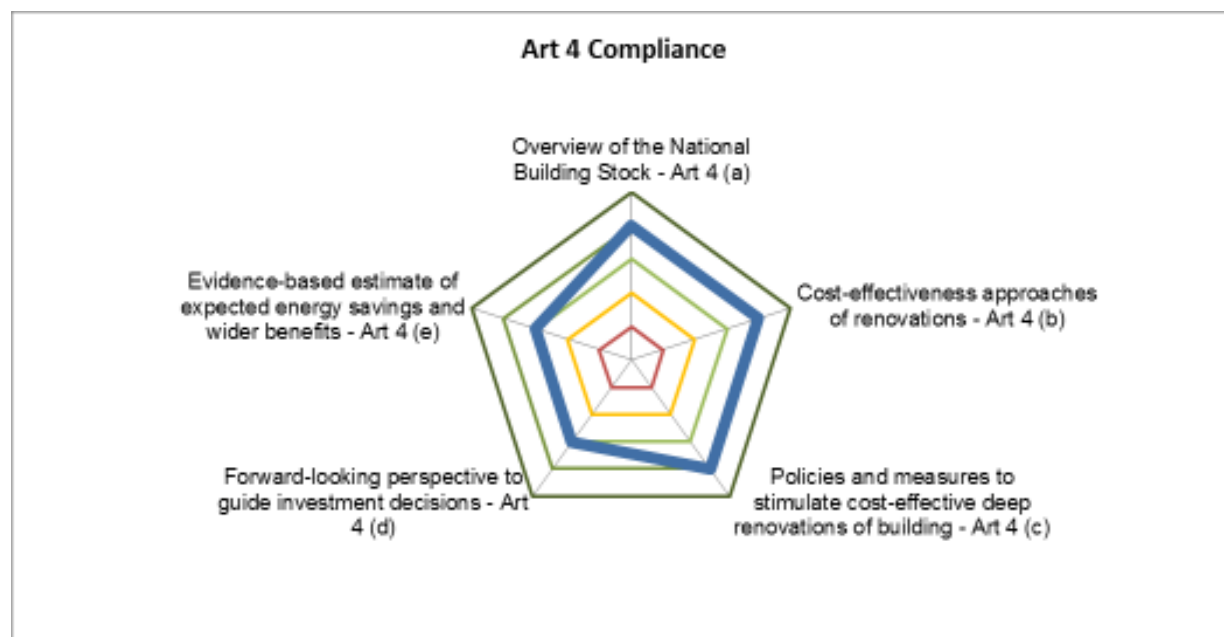 Art 4 Compliance
Overview of the National
Building Stock - Art 4 (a)
Cost-effectiveness approaches
of renovations - Art 4 (b)
Policies and measures to
stimulate cost-effective deep
renovations of building - Art 4 (c)
Forward-looking perspective to
guide investment decisions - Art
4 (d)
Evidence-based estimate of
expected energy savings and
wider benefits - Art 4 (e)